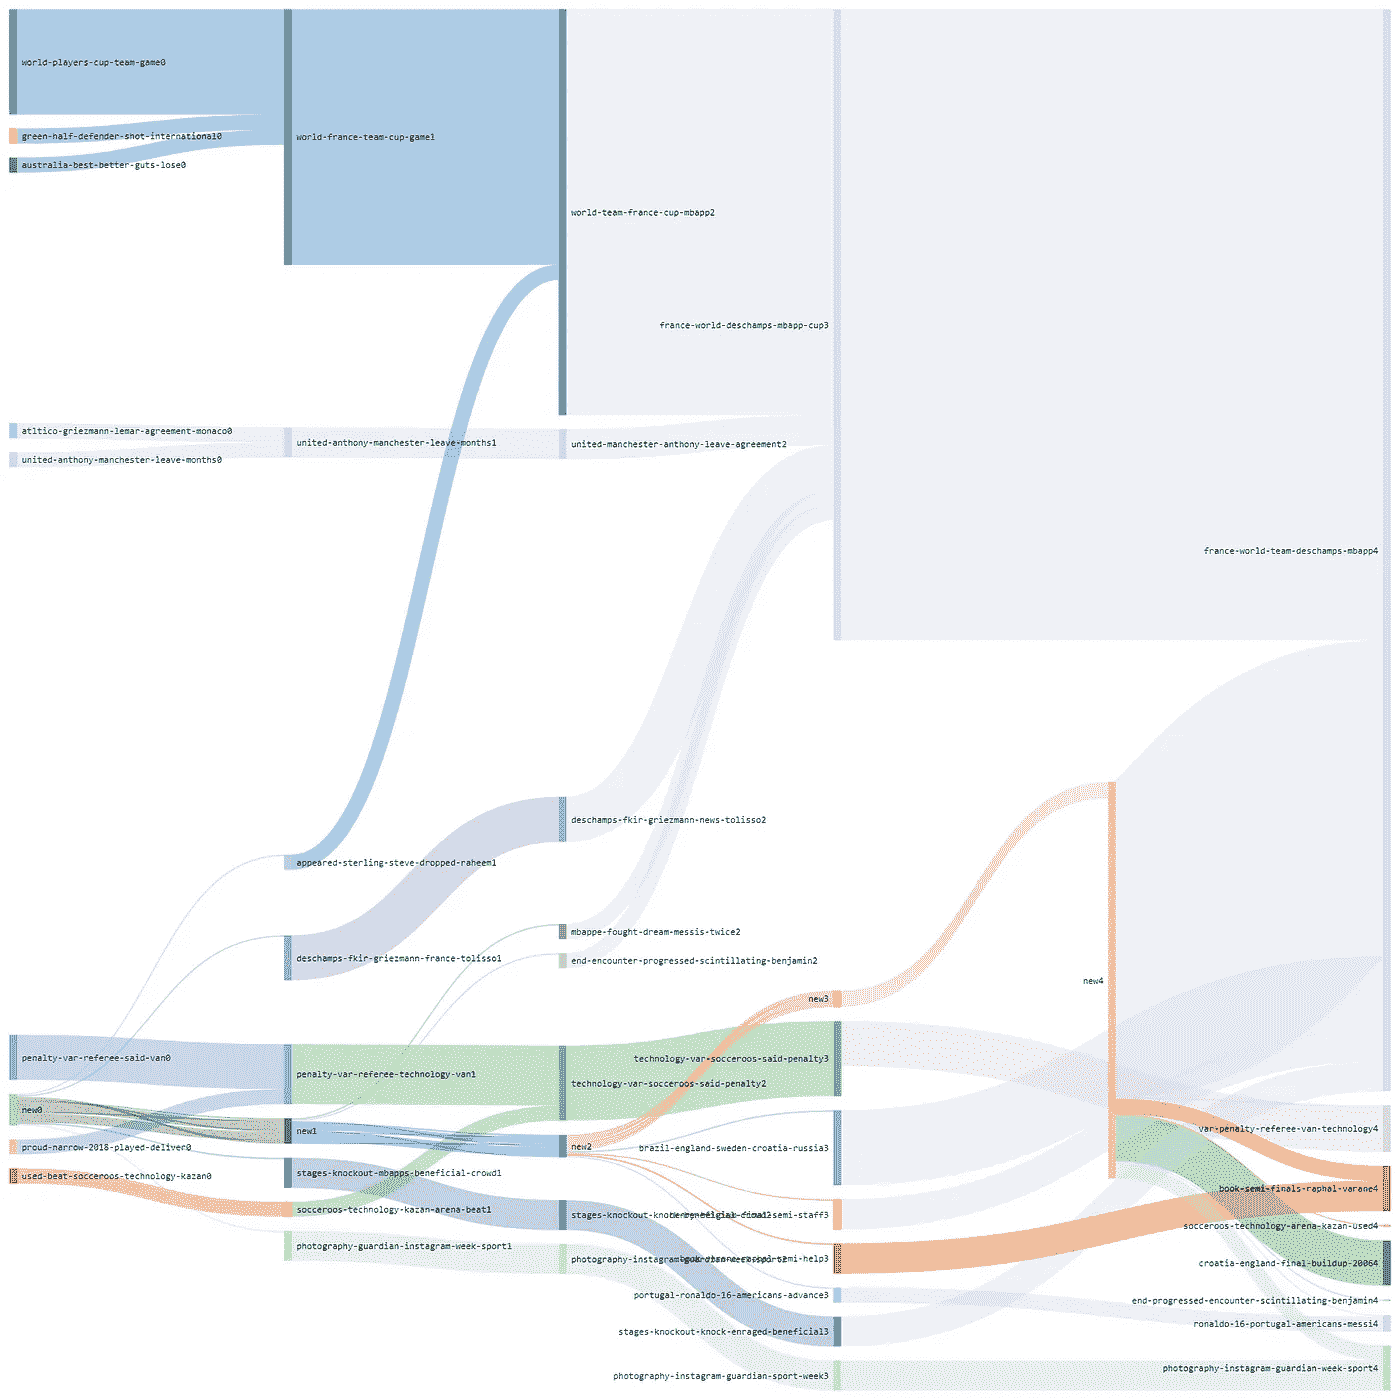 world-players-cup-team-game0
green-half-defender-shot-international0
australia-best-better-guts-lose0
world-france-team-cup-game1
world-team-france-cup-mbapp2
france-world-deschamps-mbapp-cup3
atltico-griezmann-lemar-agreement-monaco0
united-anthony-manchester-leave-months1
united-manchester-anthony-leave-agreement2
united-anthony-manchester-leave-months0
france-world-team-deschamps-mbapp4
deschamps-fkir-griezmann-news-tolisso2
appeared-sterling-steve-dropped-raheem1
mbappe-fought-dream-messis-twice2
deschamps-fkir-griezmann-france-tolisso1
end-encounter-progressed-scintillating-benjamin2
new4
new3
penalty-var-referee-said-van0
technology-var-socceroos-said-penalty3
penalty-var-referee-technology-van1
technology-var-socceroos-said-penalty2
new0
new1
var-penalty-referee-van-technology4
proud-narrow-2018-played-deliver0
new2
brazil-england-sweden-croatia-russia3
used-beat-socceroos-technology-kazan0
stages-knockout-mbapps-beneficial-crowd1
book-semi-finals-raphal-varane4
socceroos-technology-kazan-arena-beat1
stages-knockout-knock
semi-staff3
socceroos-technology-arena-kazan-used4
photography-guardian-instagram-week-sport1
photography-instagram
semi-help3
croatia-england-final-buildup-20064
portugal-ronaldo-16-americans-advance3
end-progressed-encounter-scintillating-benjamin4
ronaldo-16-portugal-americans-messi4
stages-knockout-knock-enraged-beneficial3
photography-instagram-guardian-week-sport4
photography-instagram-guardian-sport-week3